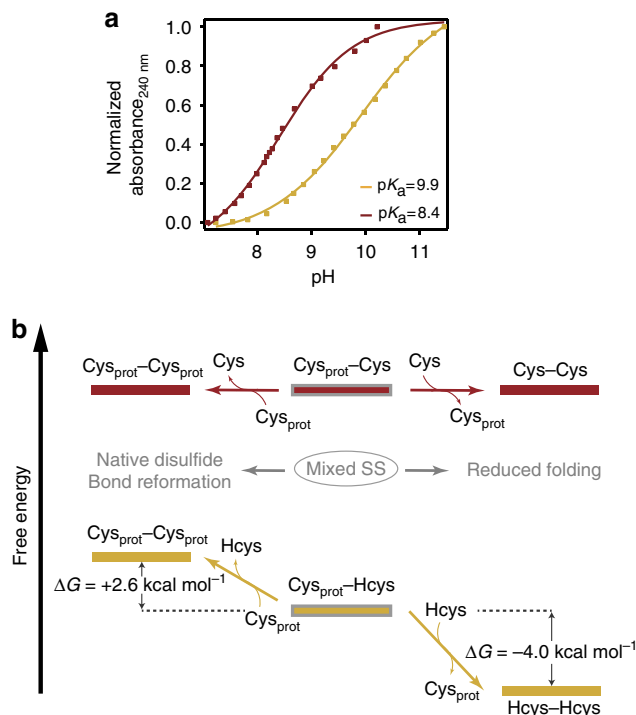 a
Normalized
absorbance240 nm
1.0
0.8
0.6
0.4
0.2
0.0
pKa=9.9
pKa=8.4
8 9 10 11
pH
b
Free energy
Cysprot–Cysprot
Cys
Cysprot
Cysprot–Cys
Cys
Cysprot
Cys–Cys
Native disulfide
Bond reformation
Mixed SS
Reduced folding
Cysprot–Cysprot
Hcys
ΔG = +2.6 kcal mol⁻¹
Cysprot
Cysprot–Hcys
Hcys
ΔG = −4.0 kcal mol⁻¹
Cysprot
Hcys–Hcys